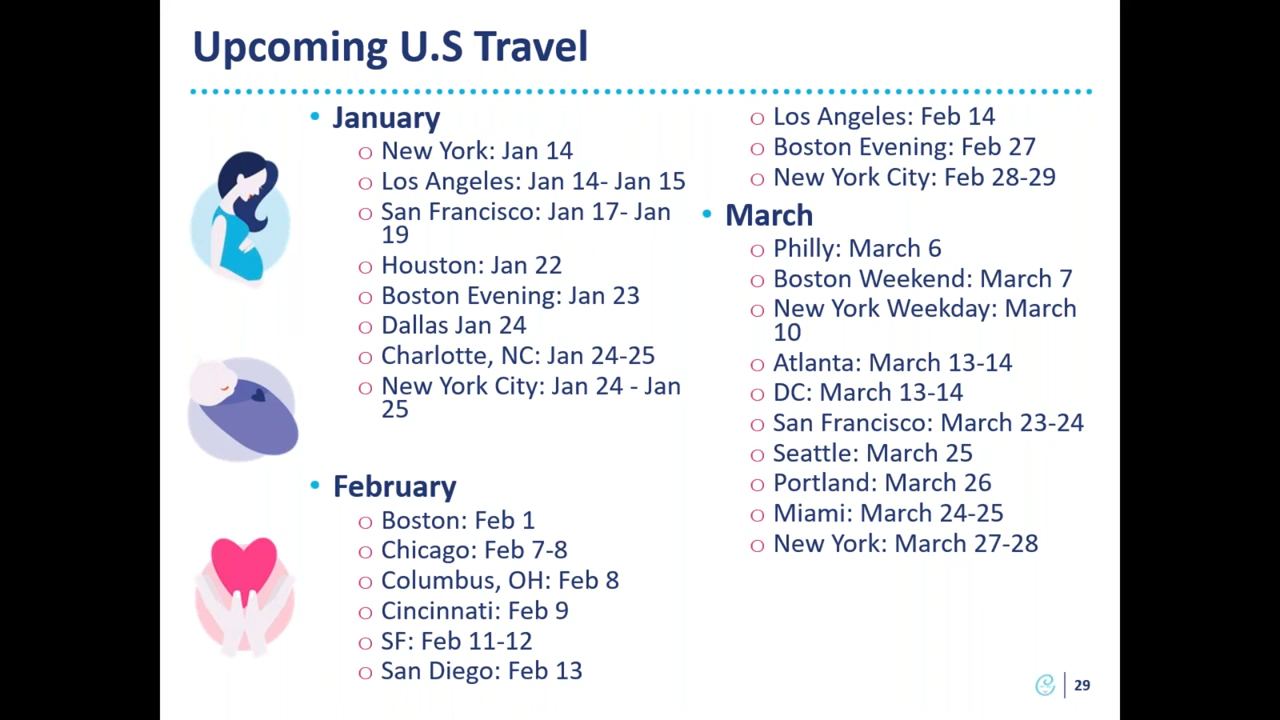 Upcoming U.S Travel
• January
o New York: Jan 14
o Los Angeles: Jan 14- Jan 15
o San Francisco: Jan 17- Jan
19
o Houston: Jan 22
o Boston Evening: Jan 23
o Dallas Jan 24
o Charlotte, NC: Jan 24-25
o New York City: Jan 24 - Jan
25
• February
o Boston: Feb 1
o Chicago: Feb 7-8
o Columbus, OH: Feb 8
o Cincinnati: Feb 9
o SF: Feb 11-12
o San Diego: Feb 13
o Los Angeles: Feb 14
o Boston Evening: Feb 27
o New York City: Feb 28-29
• March
o Philly: March 6
o Boston Weekend: March 7
o New York Weekday: March
10
o Atlanta: March 13-14
o DC: March 13-14
o San Francisco: March 23-24
o Seattle: March 25
o Portland: March 26
o Miami: March 24-25
o New York: March 27-28
29